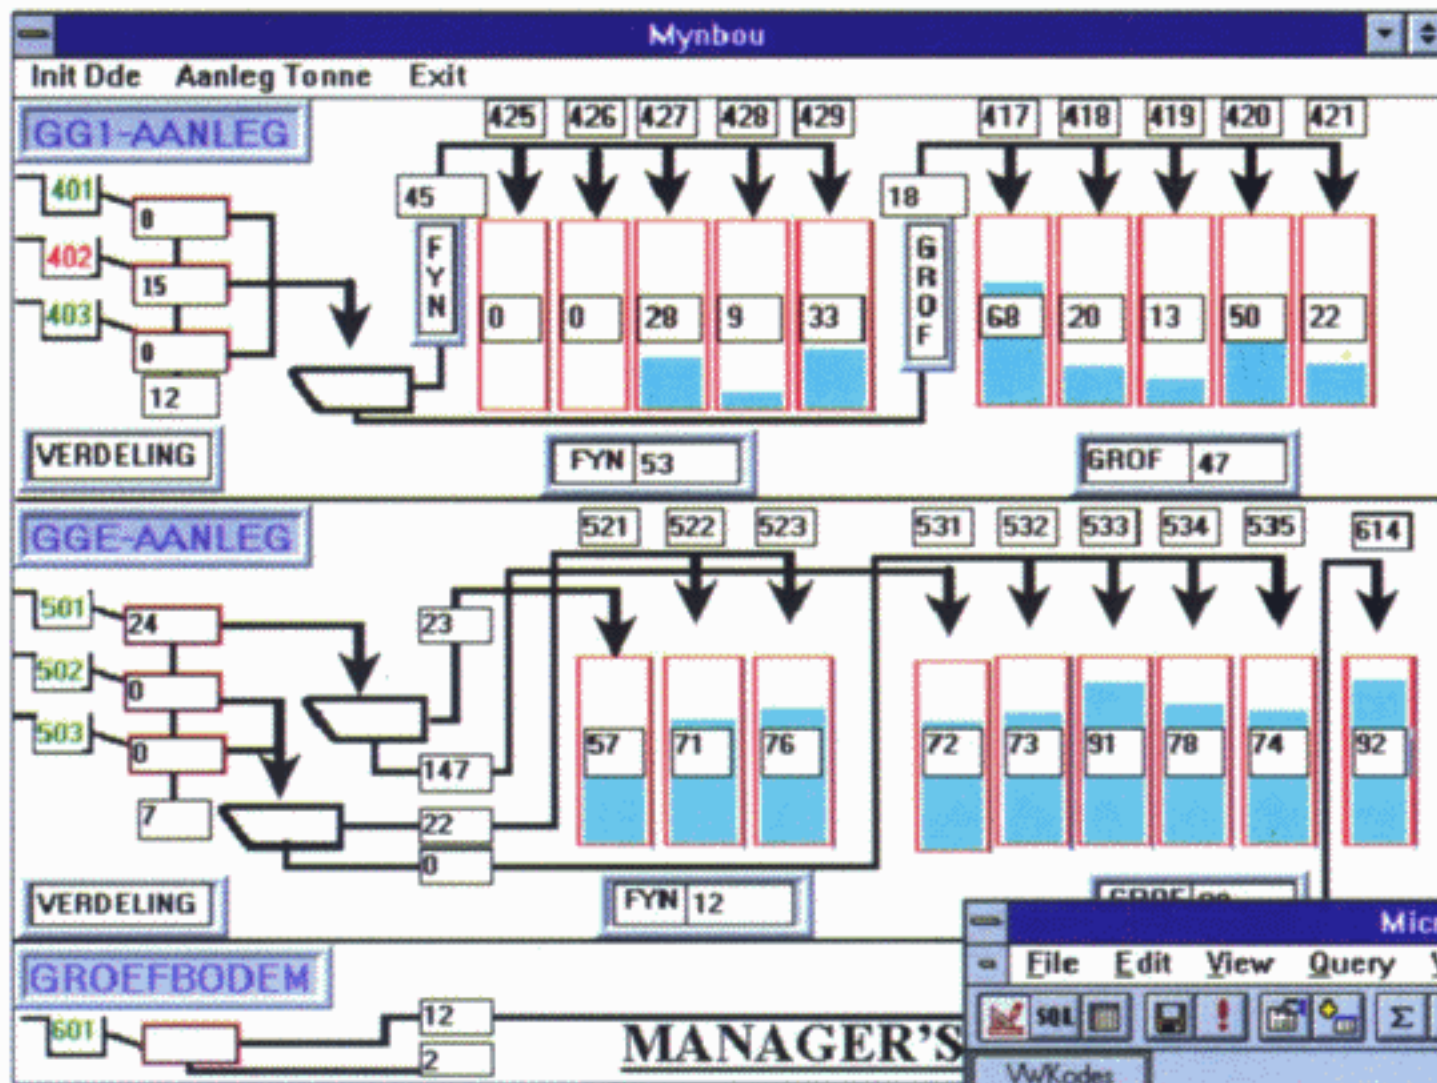 Mynbou
Init Dde Aanleg Tonne Exit
GG1-AANLEG
425 426 427 428 429 417 418 419 420 421
401
402
403
0
15
0
12
45
FYN
18
GROF
0 0 28 9 33 68 20 13 50 22
VERDELING
FYN 53
GROF 47
GGE-AANLEG
521 522 523 531 532 533 534 535 614
501
502
503
24
0
0
7
23
147
22
0
57 71 76 72 73 91 78 74 92
VERDELING
FYN 12
GROF
GROEFBODEM
601
12
2
MANAGER'S
File Edit View Query
SQL
Σ
VWKodes